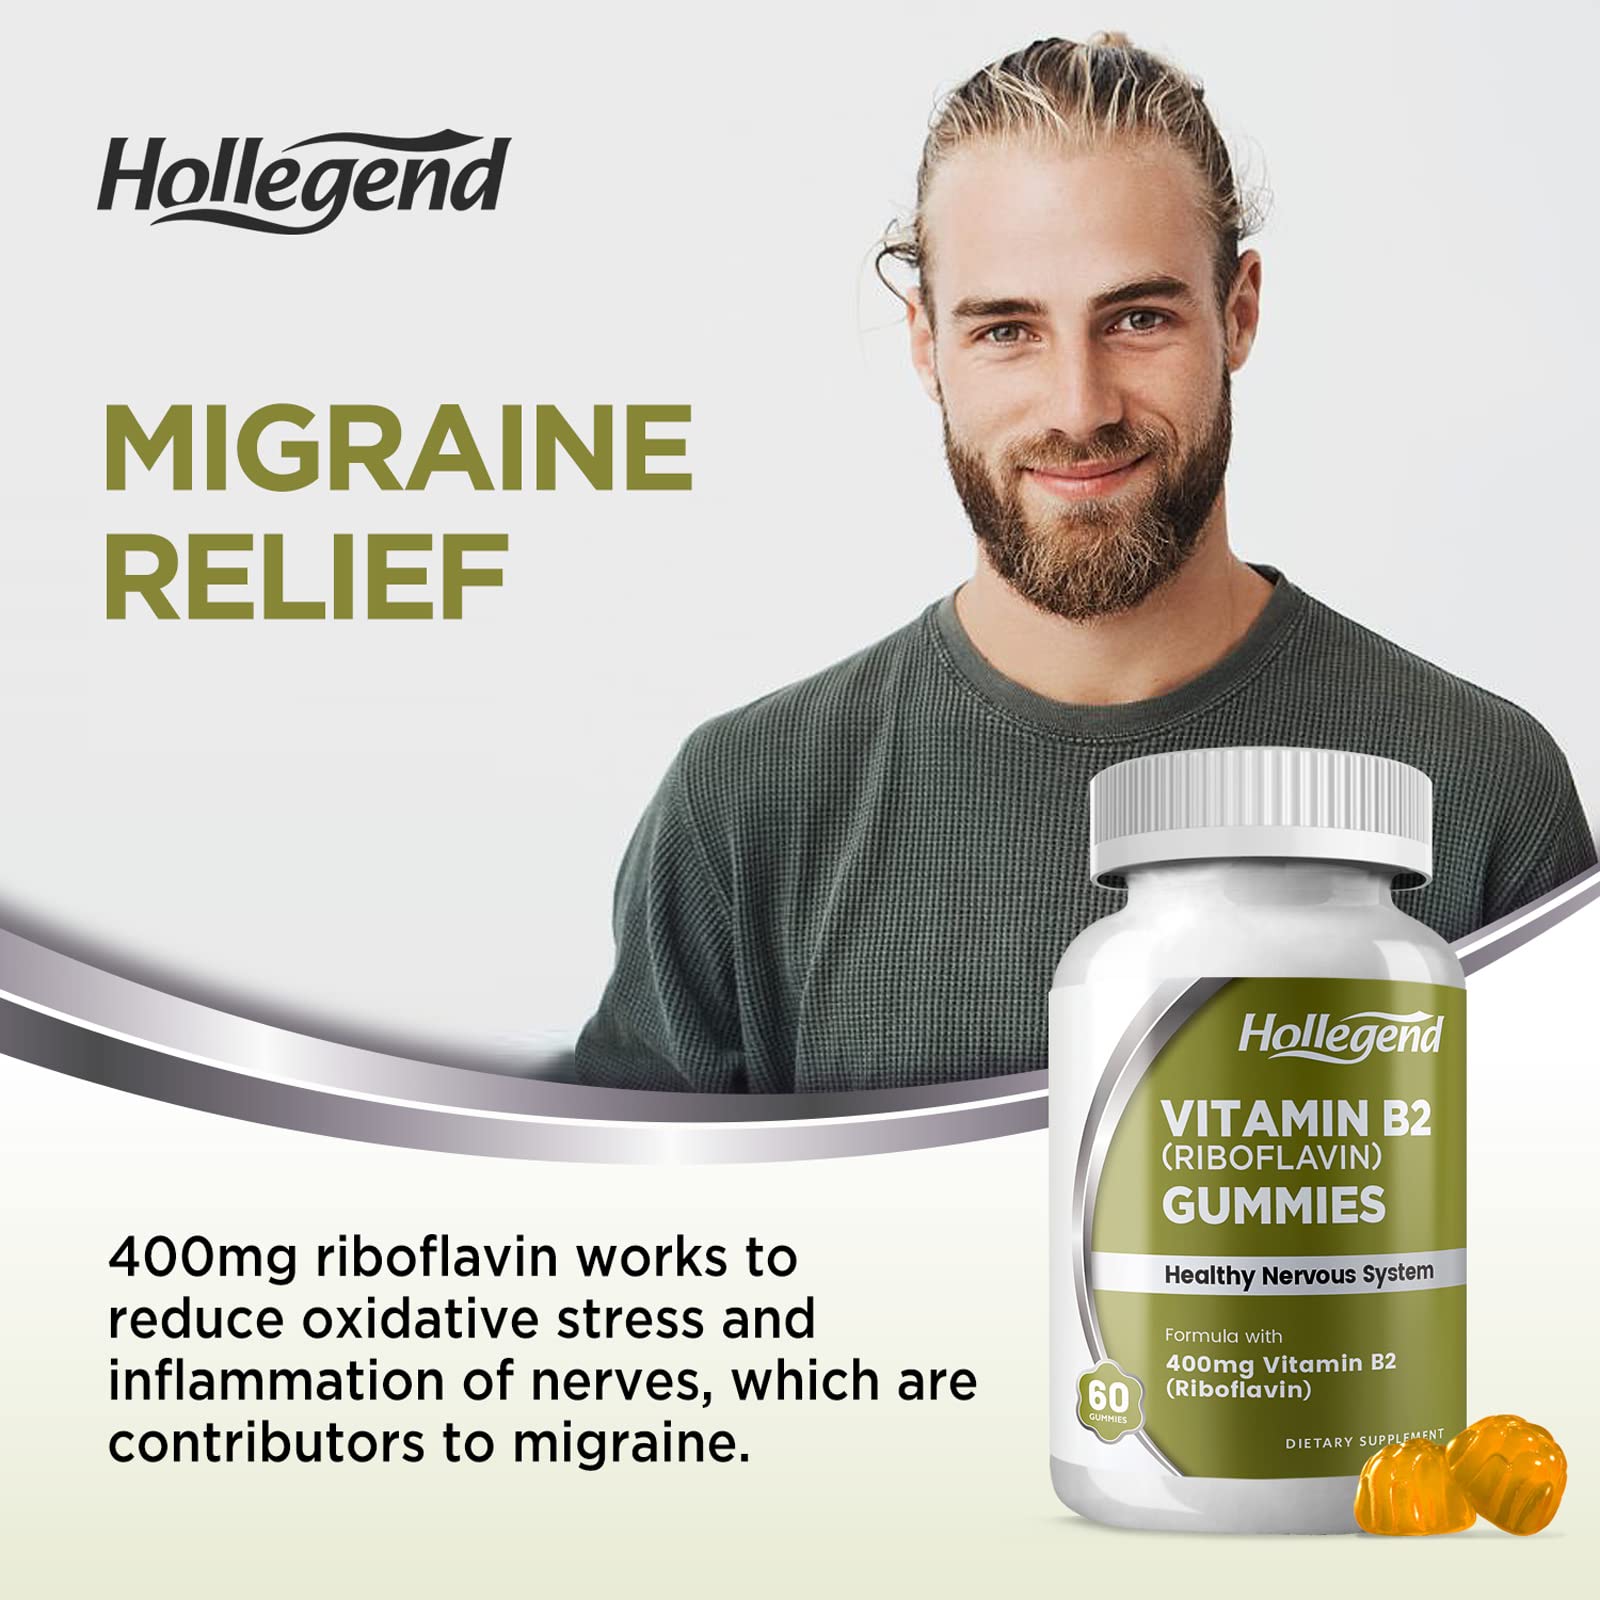 Hollegend
MIGRAINE
RELIEF
400mg riboflavin works to
reduce oxidative stress and
inflammation of nerves, which are
contributors to migraine.
Hollegend
VITAMIN B2
(RIBOFLAVIN)
GUMMIES
Healthy Nervous System
Formula with
400mg Vitamin B2
(Riboflavin)
60
GUMMIES
DIETARY SUPPLEMENT